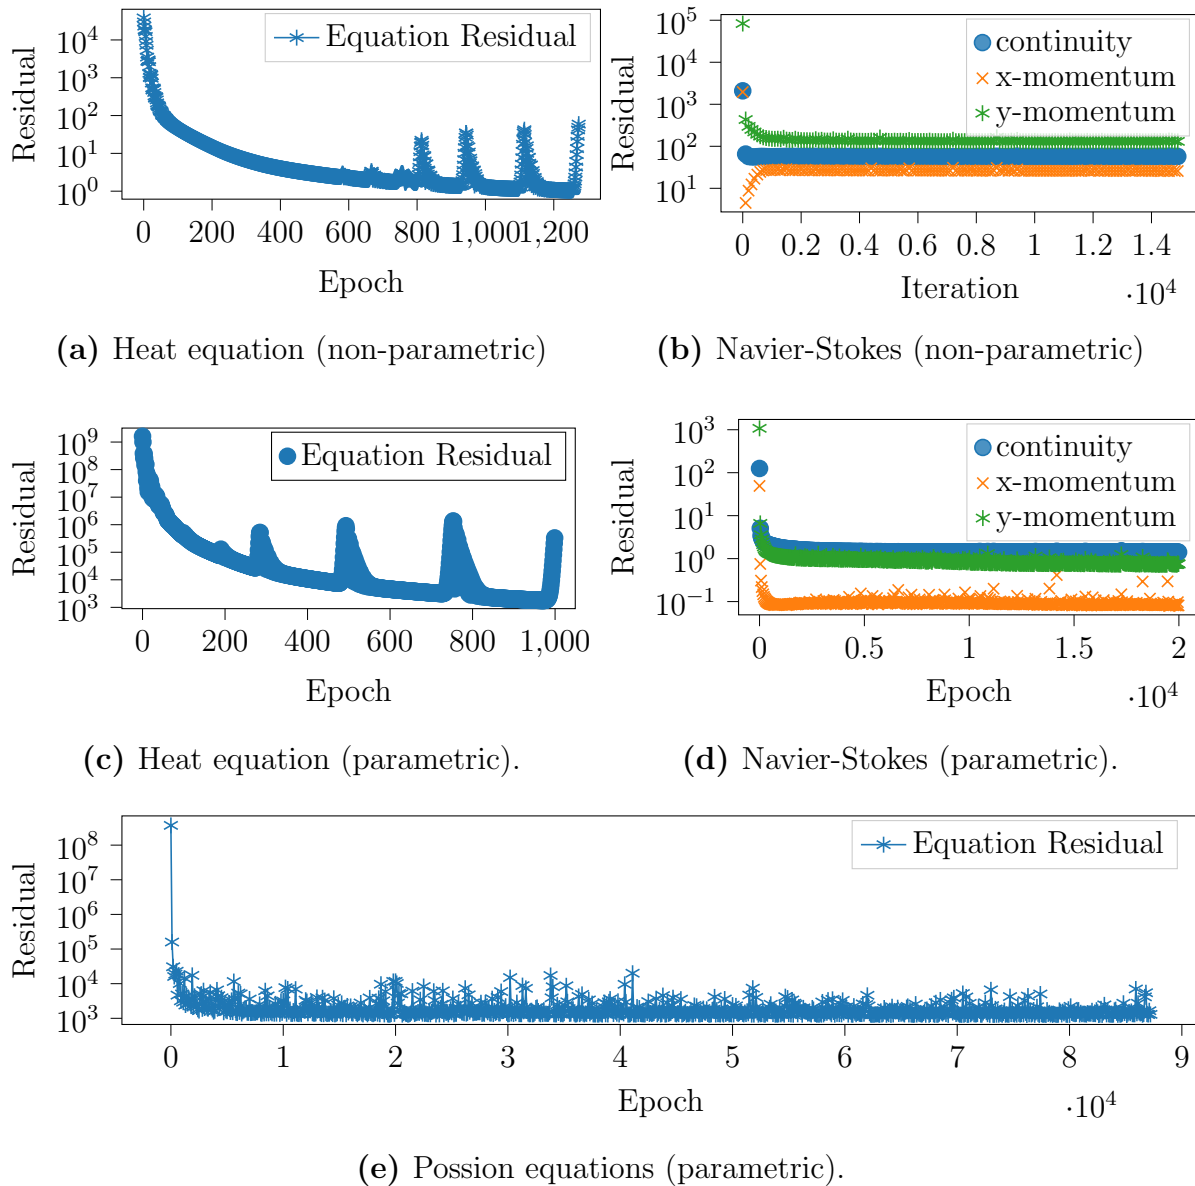 Equation Residual
Residual
10^4
10^3
10^2
10^1
10^0
0 200 400 600 800 1,000 1,200
Epoch
(a) Heat equation (non-parametric)
continuity
x-momentum
y-momentum
Residual
10^5
10^4
10^3
10^2
10^1
0 0.2 0.4 0.6 0.8 1 1.2 1.4
Iteration
·10^4
(b) Navier-Stokes (non-parametric)
Equation Residual
Residual
10^9
10^8
10^7
10^6
10^5
10^4
10^3
0 200 400 600 800 1,000
Epoch
(c) Heat equation (parametric).
continuity
x-momentum
y-momentum
Residual
10^3
10^2
10^1
10^0
10^−1
0 0.5 1 1.5 2
Epoch
·10^4
(d) Navier-Stokes (parametric).
Equation Residual
Residual
10^8
10^7
10^6
10^5
10^4
10^3
0 1 2 3 4 5 6 7 8 9
Epoch
·10^4
(e) Possion equations (parametric).